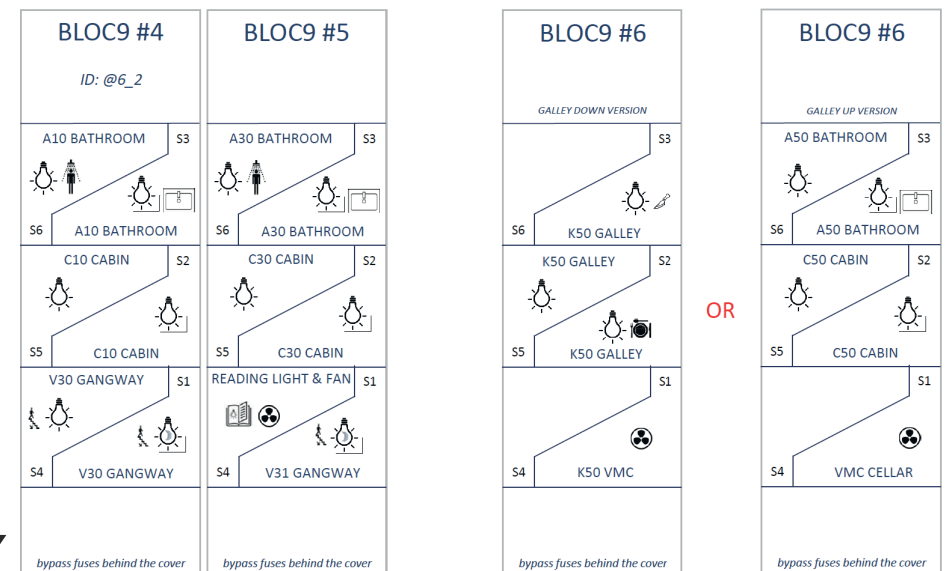 BLOC9 #4
ID: @6_2
A10 BATHROOM
S3
S6
A10 BATHROOM
C10 CABIN
S2
S5
C10 CABIN
V30 GANGWAY
S1
S4
V30 GANGWAY
bypass fuses behind the cover
BLOC9 #5
A30 BATHROOM
S3
S6
A30 BATHROOM
C30 CABIN
S2
S5
C30 CABIN
READING LIGHT & FAN
S1
S4
V31 GANGWAY
bypass fuses behind the cover
BLOC9 #6
GALLEY DOWN VERSION
S3
S6
K50 GALLEY
K50 GALLEY
S2
S5
K50 GALLEY
S1
S4
K50 VMC
bypass fuses behind the cover
OR
BLOC9 #6
GALLEY UP VERSION
A50 BATHROOM
S3
S6
A50 BATHROOM
C50 CABIN
S2
S5
C50 CABIN
S1
S4
VMC CELLAR
bypass fuses behind the cover